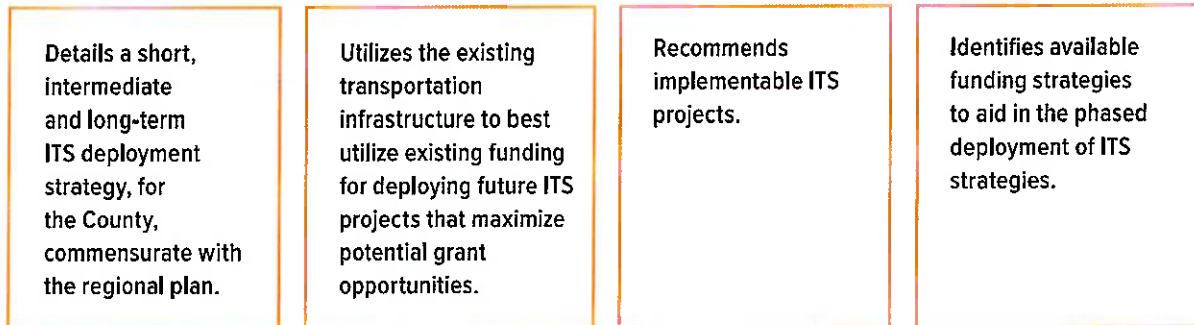 Details a short,
intermediate
and long-term
ITS deployment
strategy, for
the County,
commensurate with
the regional plan.
Utilizes the existing
transportation
infrastructure to best
utilize existing funding
for deploying future ITS
projects that maximize
potential grant
opportunities.
Recommends
implementable ITS
projects.
Identifies available
funding strategies
to aid in the phased
deployment of ITS
strategies.